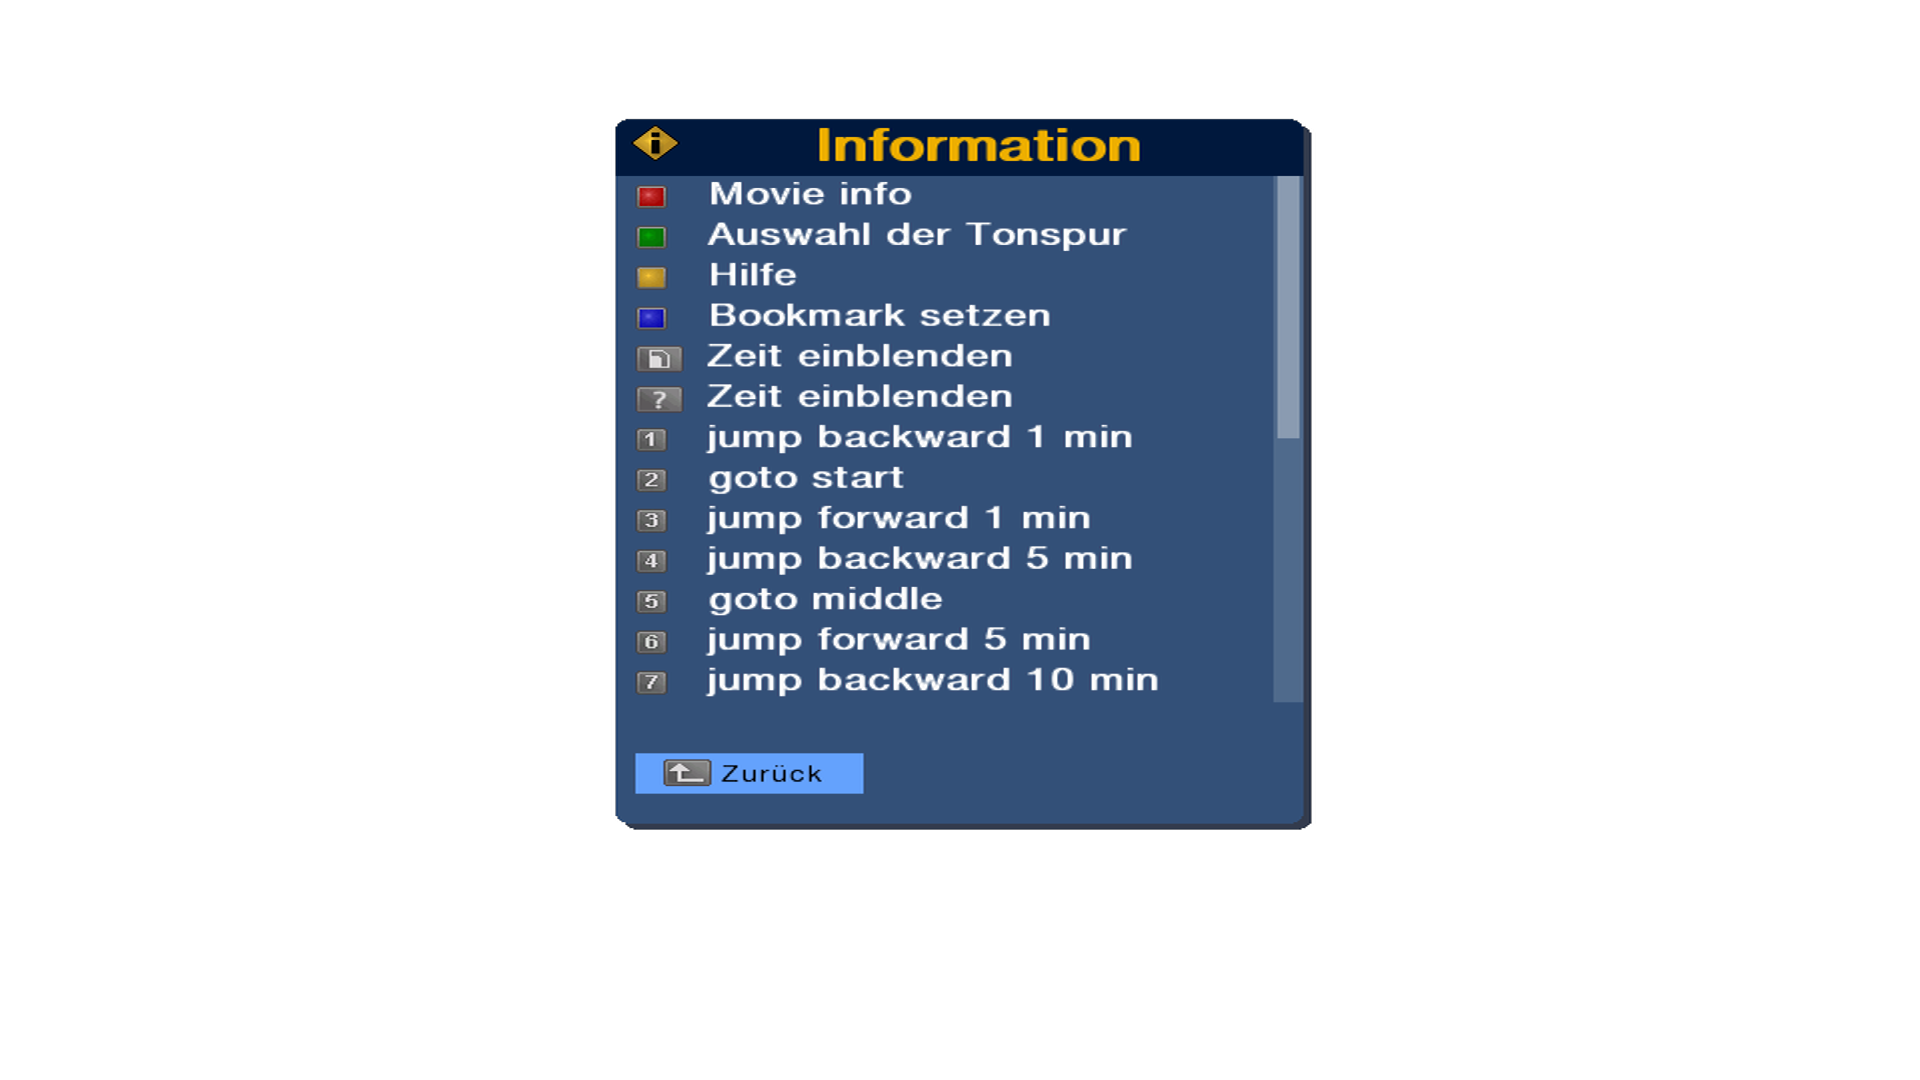 Information
Movie info
Auswahl der Tonspur
Hilfe
Bookmark setzen
Zeit einblenden
? Zeit einblenden
1 jump backward 1 min
2 goto start
3 jump forward 1 min
4 jump backward 5 min
5 goto middle
6 jump forward 5 min
7 jump backward 10 min
Zurück